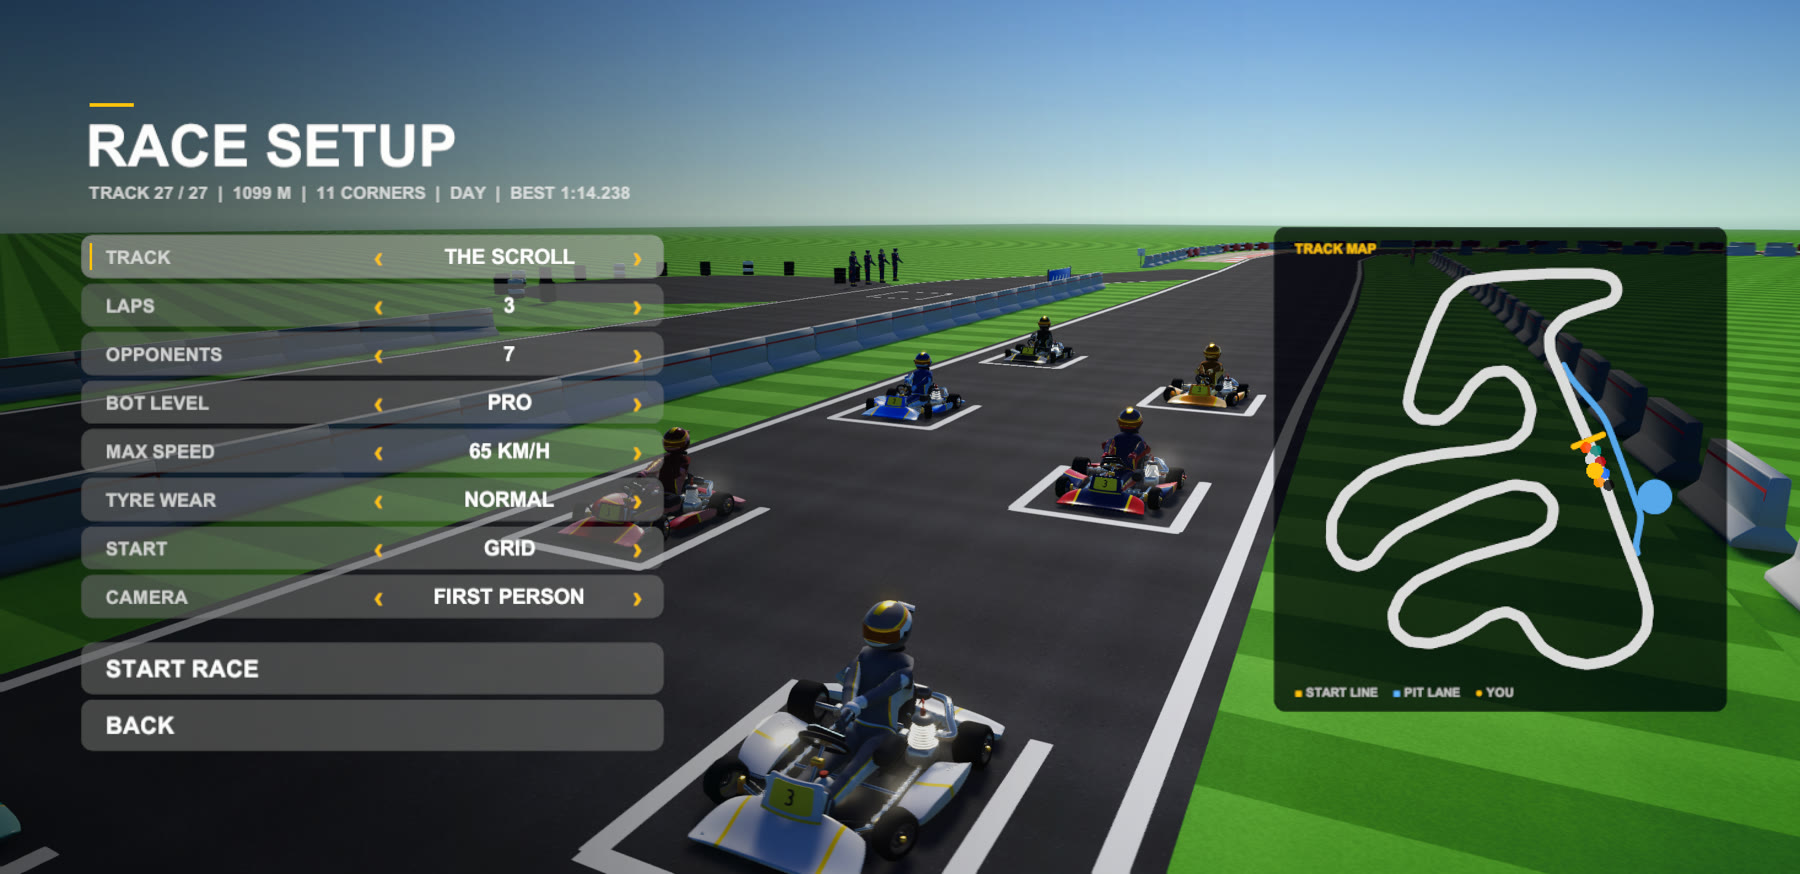 RACE SETUP
TRACK 27 / 27 | 1099 M | 11 CORNERS | DAY | BEST 1:14.238
TRACK ‹ THE SCROLL ›
LAPS ‹ 3 ›
OPPONENTS ‹ 7 ›
BOT LEVEL ‹ PRO ›
MAX SPEED ‹ 65 KM/H ›
TYRE WEAR ‹ NORMAL ›
START ‹ GRID ›
CAMERA ‹ FIRST PERSON ›
START RACE
BACK
TRACK MAP
START LINE PIT LANE YOU
3
3